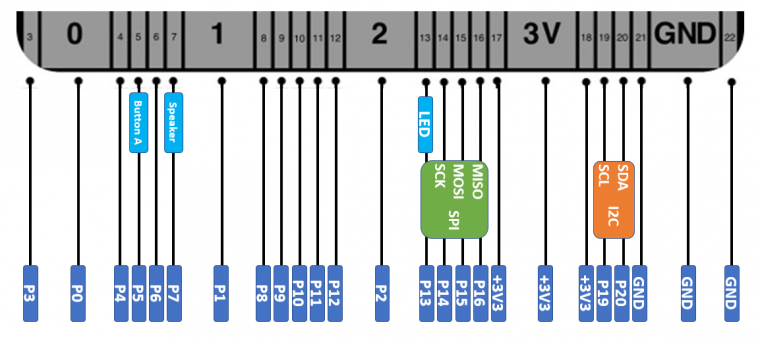 3 0 4 5 6 7 1 8 9 10 11 12 2 13 14 15 16 17 3V 18 19 20 21 GND 22
Button A
Speaker
LED
SCK
MOSI
MISO
SPI
SCL
SDA
I2C
P3 P0 P4 P5 P6 P7 P1 P8 P9 P10 P11 P12 P2 P13 P14 P15 P16 +3V3 +3V3 +3V3 P19 P20 GND GND GND